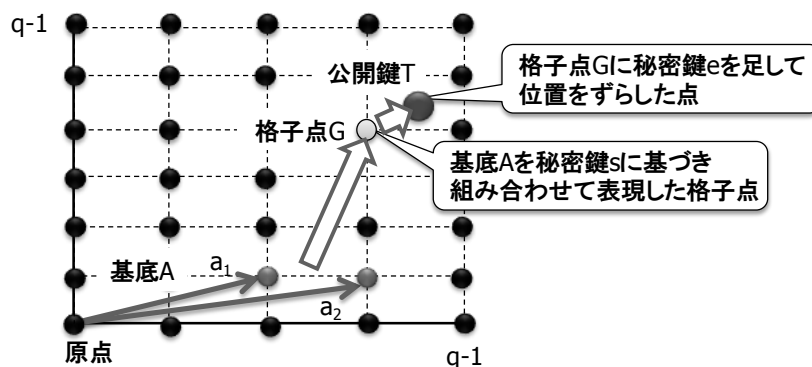 q-1
公開鍵T
格子点Gに秘密鍵eを足して
位置をずらした点
格子点G
基底Aを秘密鍵sに基づき
組み合わせて表現した格子点
基底A
a1
a2
原点
q-1